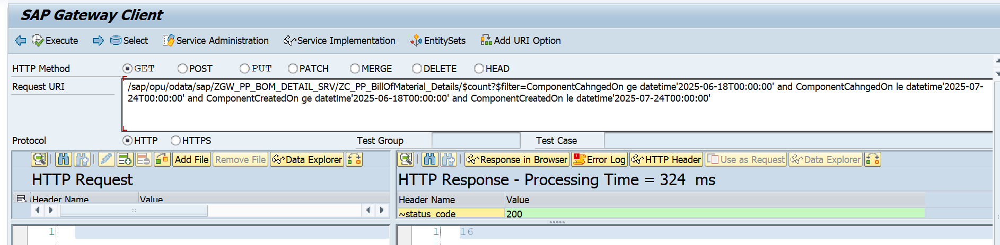 SAP Gateway Client
Execute Select Service Administration Service Implementation EntitySets Add URI Option
HTTP Method GET POST PUT PATCH MERGE DELETE HEAD
Request URI /sap/opu/odata/sap/ZGW_PP_BOM_DETAIL_SRV/ZC_PP_BillOfMaterial_Details/$count?$filter=ComponentCahngedOn ge datetime'2025-06-18T00:00:00' and ComponentCahngedOn le datetime'2025-07-
24T00:00:00' and ComponentCreatedOn ge datetime'2025-06-18T00:00:00' and ComponentCreatedOn le datetime'2025-07-24T00:00:00'
Protocol HTTP HTTPS Test Group Test Case
Add File Remove File Data Explorer Response in Browser Error Log HTTP Header Use as Request Data Explorer
HTTP Request HTTP Response - Processing Time = 324 ms
Header Name Value Header Name Value
~status_code 200
1 1 16